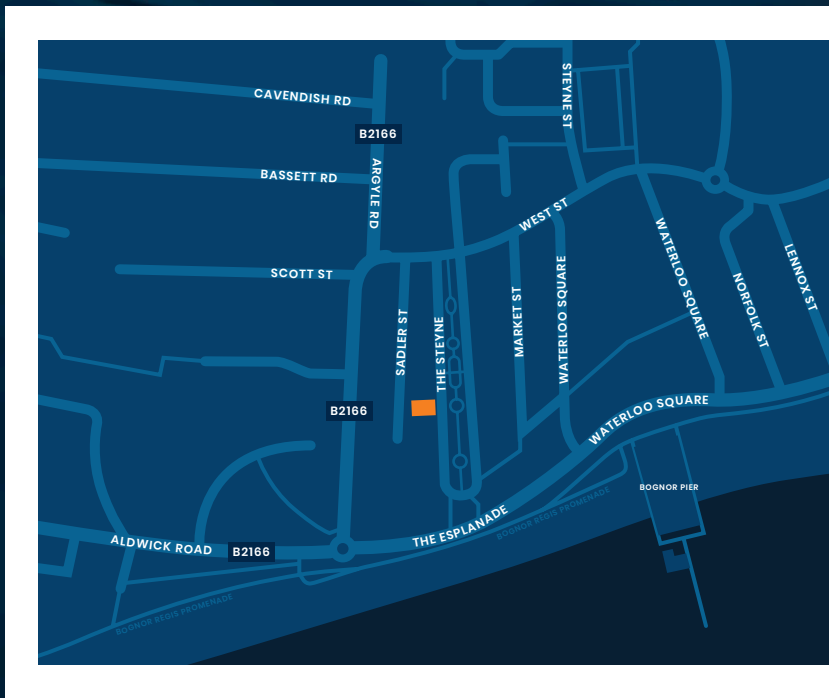 STEYNE ST
CAVENDISH RD
B2166
BASSETT RD
ARGYLE RD
WEST ST
SCOTT ST
WATERLOO SQUARE
LENNOX ST
NORFOLK ST
MARKET ST
WATERLOO SQUARE
SADLER ST
THE STEYNE
B2166
WATERLOO SQUARE
BOGNOR PIER
BOGNOR REGIS PROMENADE
THE ESPLANADE
ALDWICK ROAD
B2166
BOGNOR REGIS PROMENADE